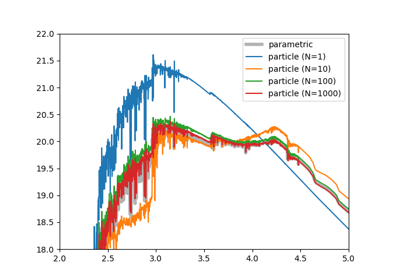 22.0
21.5
21.0
20.5
20.0
19.5
19.0
18.5
18.0
2.0 2.5 3.0 3.5 4.0 4.5 5.0
parametric
particle (N=1)
particle (N=10)
particle (N=100)
particle (N=1000)